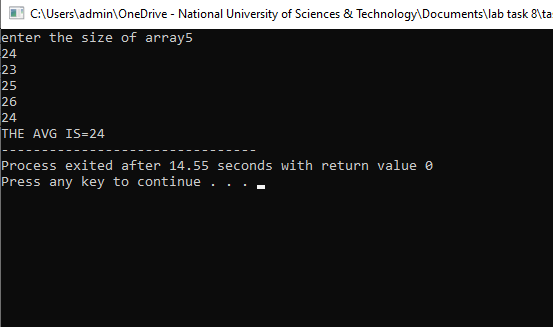 C:\Users\admin\OneDrive - National University of Sciences & Technology\Documents\lab task 8\ta
enter the size of array5
24
23
25
26
24
THE AVG IS=24
--------------------------------
Process exited after 14.55 seconds with return value 0
Press any key to continue . . .